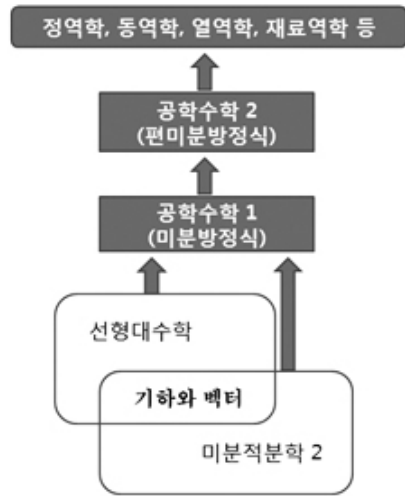 정역학, 동역학, 열역학, 재료역학 등
공학수학 2
(편미분방정식)
공학수학 1
(미분방정식)
선형대수학
기하와 벡터
미분적분학 2